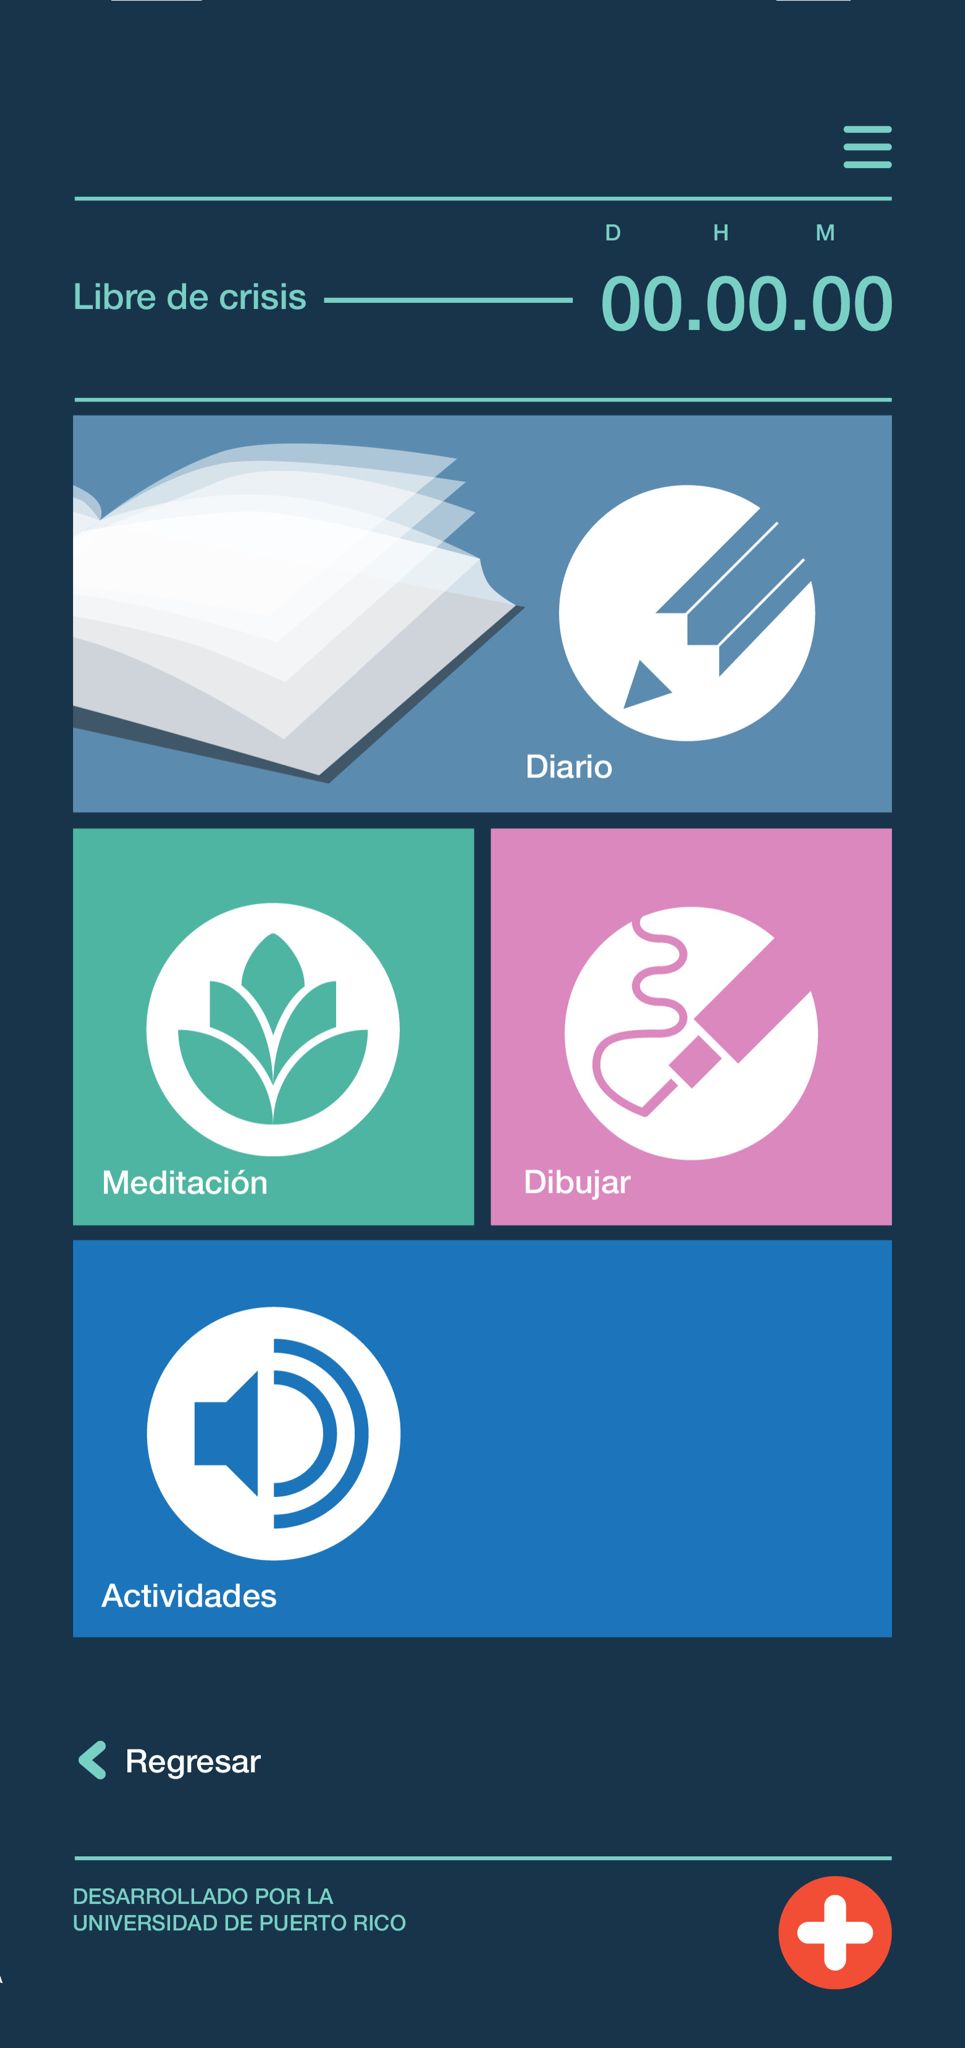 D H M
Libre de crisis 00.00.00
Diario
Meditación
Dibujar
Actividades
Regresar
DESARROLLADO POR LA
UNIVERSIDAD DE PUERTO RICO